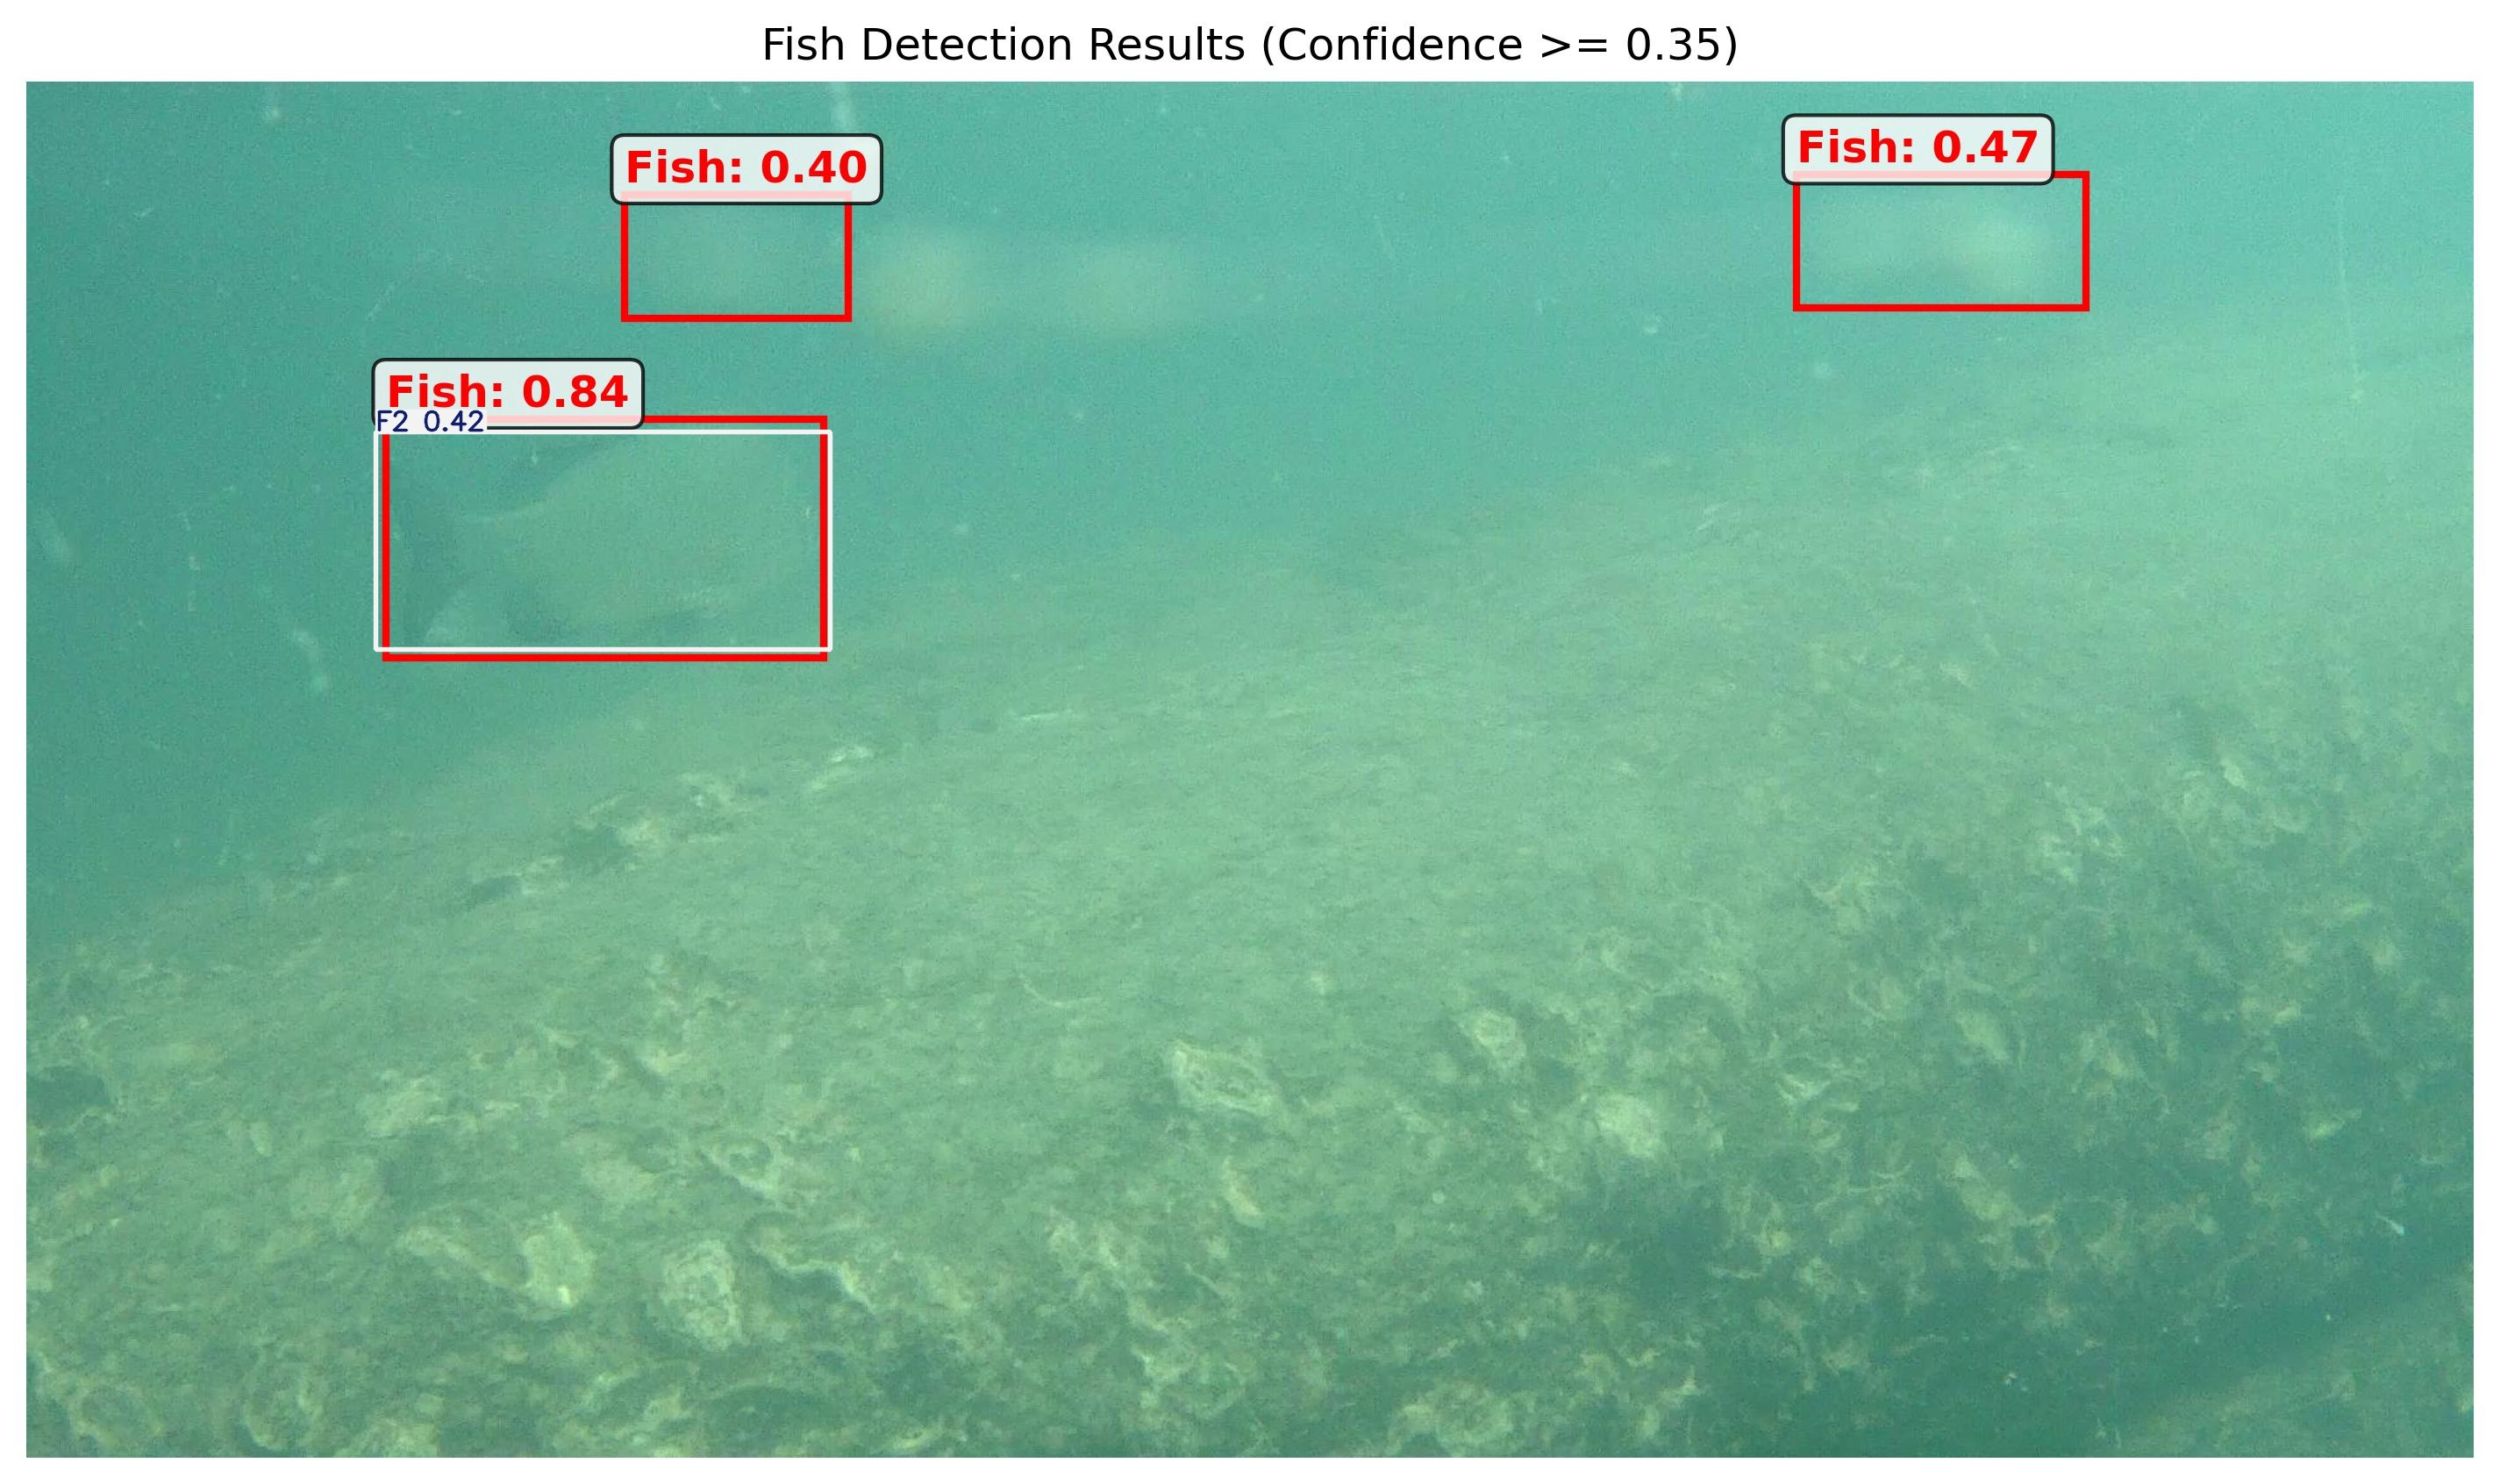 Fish Detection Results (Confidence >= 0.35)
Fish: 0.40
Fish: 0.47
Fish: 0.84
F2 0.42